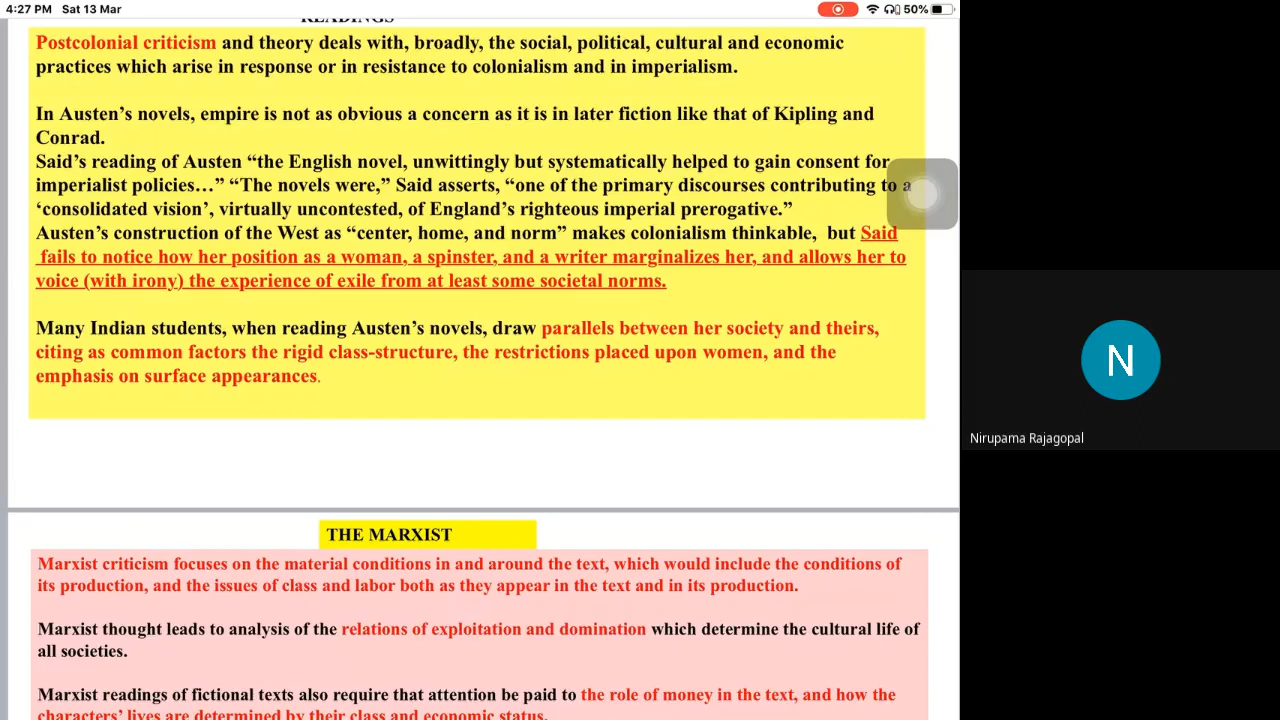 4:27 PM Sat 13 Mar
50%
READINGS
Postcolonial criticism and theory deals with, broadly, the social, political, cultural and economic
practices which arise in response or in resistance to colonialism and in imperialism.
In Austen’s novels, empire is not as obvious a concern as it is in later fiction like that of Kipling and
Conrad.
Said’s reading of Austen “the English novel, unwittingly but systematically helped to gain consent for
imperialist policies…” “The novels were,” Said asserts, “one of the primary discourses contributing to a
‘consolidated vision’, virtually uncontested, of England’s righteous imperial prerogative.”
Austen’s construction of the West as “center, home, and norm” makes colonialism thinkable, but Said
fails to notice how her position as a woman, a spinster, and a writer marginalizes her, and allows her to
voice (with irony) the experience of exile from at least some societal norms.
Many Indian students, when reading Austen’s novels, draw parallels between her society and theirs,
citing as common factors the rigid class-structure, the restrictions placed upon women, and the
emphasis on surface appearances.
N
Nirupama Rajagopal
THE MARXIST
Marxist criticism focuses on the material conditions in and around the text, which would include the conditions of
its production, and the issues of class and labor both as they appear in the text and in its production.
Marxist thought leads to analysis of the relations of exploitation and domination which determine the cultural life of
all societies.
Marxist readings of fictional texts also require that attention be paid to the role of money in the text, and how the
characters’ lives are determined by their class and economic status.